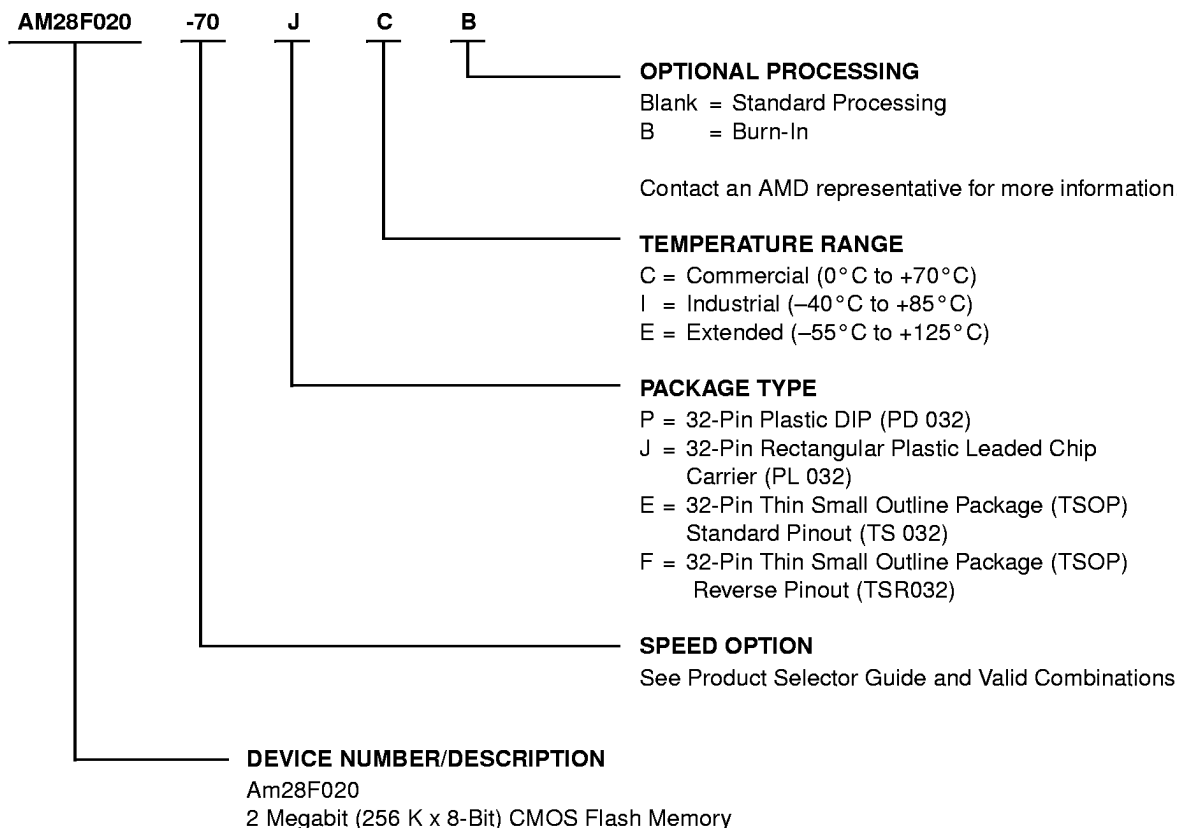 AM28F020 -70 J C B
OPTIONAL PROCESSING
Blank = Standard Processing
B = Burn-In
Contact an AMD representative for more information
TEMPERATURE RANGE
C = Commercial (0°C to +70°C)
I = Industrial (–40°C to +85°C)
E = Extended (–55°C to +125°C)
PACKAGE TYPE
P = 32-Pin Plastic DIP (PD 032)
J = 32-Pin Rectangular Plastic Leaded Chip
Carrier (PL 032)
E = 32-Pin Thin Small Outline Package (TSOP)
Standard Pinout (TS 032)
F = 32-Pin Thin Small Outline Package (TSOP)
Reverse Pinout (TSR032)
SPEED OPTION
See Product Selector Guide and Valid Combinations
DEVICE NUMBER/DESCRIPTION
Am28F020
2 Megabit (256 K x 8-Bit) CMOS Flash Memory